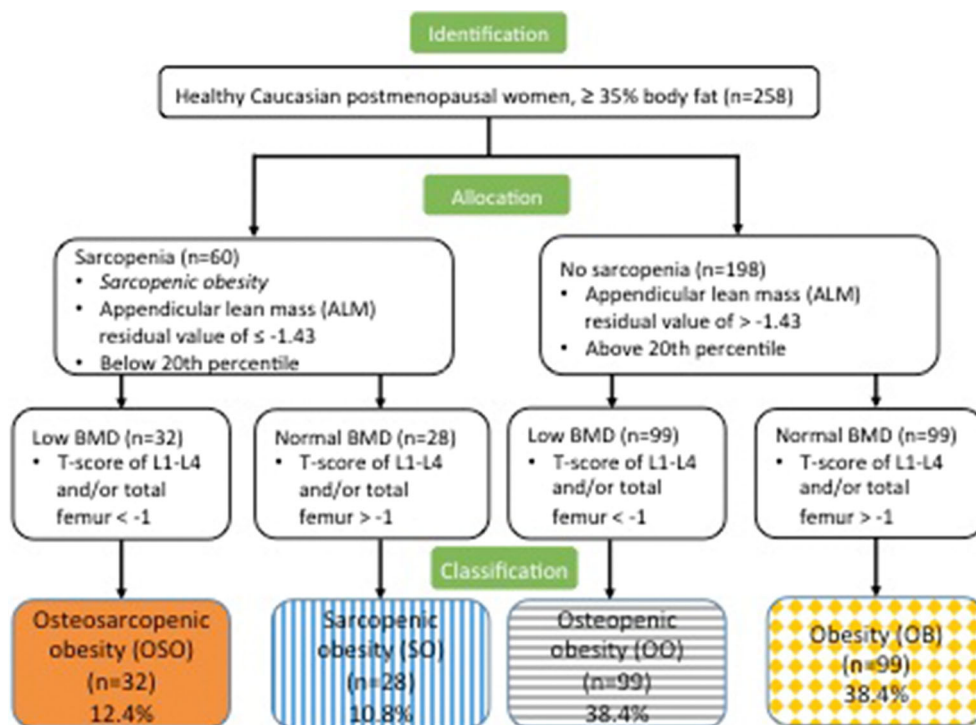 Identification
Healthy Caucasian postmenopausal women, ≥ 35% body fat (n=258)
Allocation
Sarcopenia (n=60)
• Sarcopenic obesity
• Appendicular lean mass (ALM)
residual value of ≤ -1.43
• Below 20th percentile
No sarcopenia (n=198)
• Appendicular lean mass (ALM)
residual value of > -1.43
• Above 20th percentile
Low BMD (n=32)
• T-score of L1-L4
and/or total
femur < -1
Normal BMD (n=28)
• T-score of L1-L4
and/or total
femur > -1
Low BMD (n=99)
• T-score of L1-L4
and/or total
femur < -1
Normal BMD (n=99)
• T-score of L1-L4
and/or total
femur > -1
Classification
Osteosarcopenic
obesity (OSO)
(n=32)
12.4%
Sarcopenic
obesity (SO)
(n=28)
10.8%
Osteopenic
obesity (OO)
(n=99)
38.4%
Obesity (OB)
(n=99)
38.4%